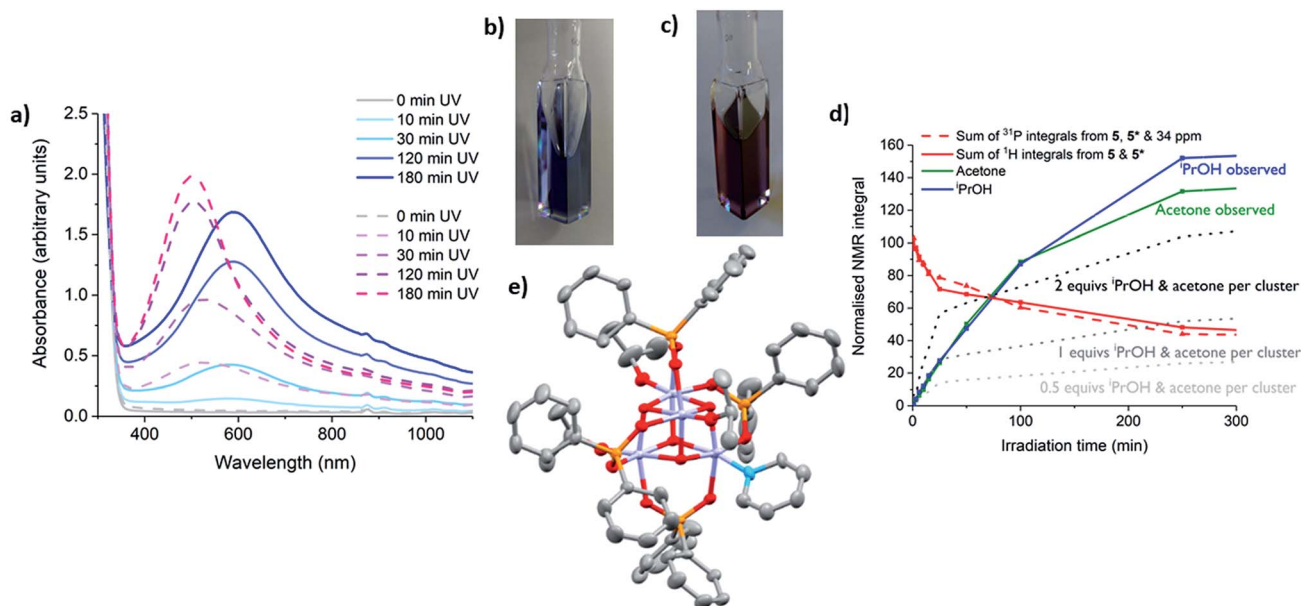 a)
Absorbance (arbitrary units)
2.5
2.0
1.5
1.0
0.5
0.0
400
600
800
1000
Wavelength (nm)
0 min UV
10 min UV
30 min UV
120 min UV
180 min UV
0 min UV
10 min UV
30 min UV
120 min UV
180 min UV
b)
c)
d)
Normalised NMR integral
160
140
120
100
80
60
40
20
0
0
100
200
300
Irradiation time (min)
Sum of ³¹P integrals from 5, 5* & 34 ppm
Sum of ¹H integrals from 5 & 5*
Acetone
ⁱPrOH
ⁱPrOH observed
Acetone observed
2 equivs ⁱPrOH & acetone per cluster
1 equivs ⁱPrOH & acetone per cluster
0.5 equivs ⁱPrOH & acetone per cluster
e)